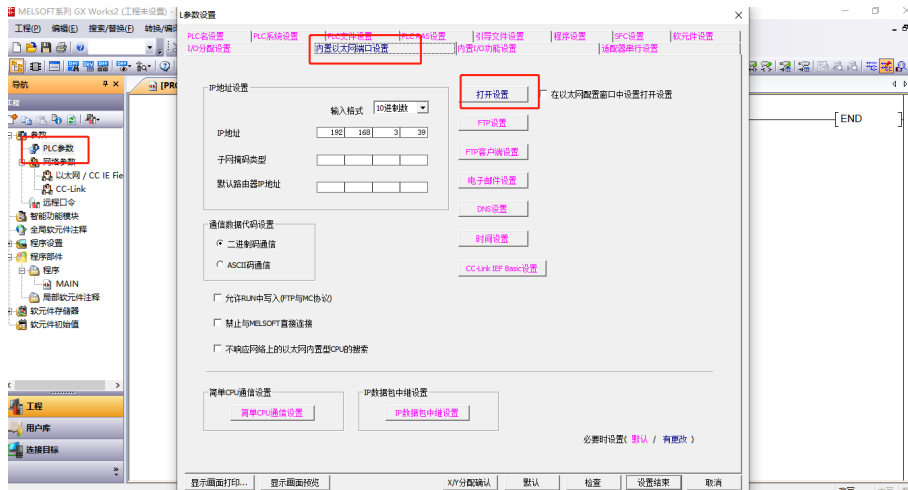 MELSOFT系列 GX Works2 (工程未设置) -
L参数设置
工程(P) 编辑(E) 搜索/替换(F) 转换/编
PLC名设置 PLC系统设置 PLC文件设置 PLC RAS设置 引导文件设置 程序设置 SFC设置 软元件设置
I/O分配设置 内置以太网端口设置 内置I/O功能设置 适配器串行设置
导航
[PRG
工程
参数
PLC参数
网络参数
以太网 / CC IE Fie
CC-Link
远程口令
智能功能模块
全局软元件注释
程序设置
程序部件
程序
MAIN
局部软元件注释
软元件存储器
软元件初始值
工程
用户库
连接目标
IP地址设置
输入格式 10进制数
IP地址 192 168 3 39
子网掩码类型
默认路由器IP地址
打开设置 在以太网配置窗口中设置打开设置
FTP设置
FTP客户端设置
电子邮件设置
DNS设置
时间设置
CC-Link IEF Basic设置
通信数据代码设置
二进制码通信
ASCII码通信
允许RUN中写入(FTP与MC协议)
禁止与MELSOFT直接连接
不响应网络上的以太网内置型CPU的搜索
简单CPU通信设置
简单CPU通信设置
IP数据包中继设置
IP数据包中继设置
必要时设置( 默认 / 有更改 )
显示画面打印... 显示画面预览 X/Y分配确认 默认 检查 设置结束 取消
END